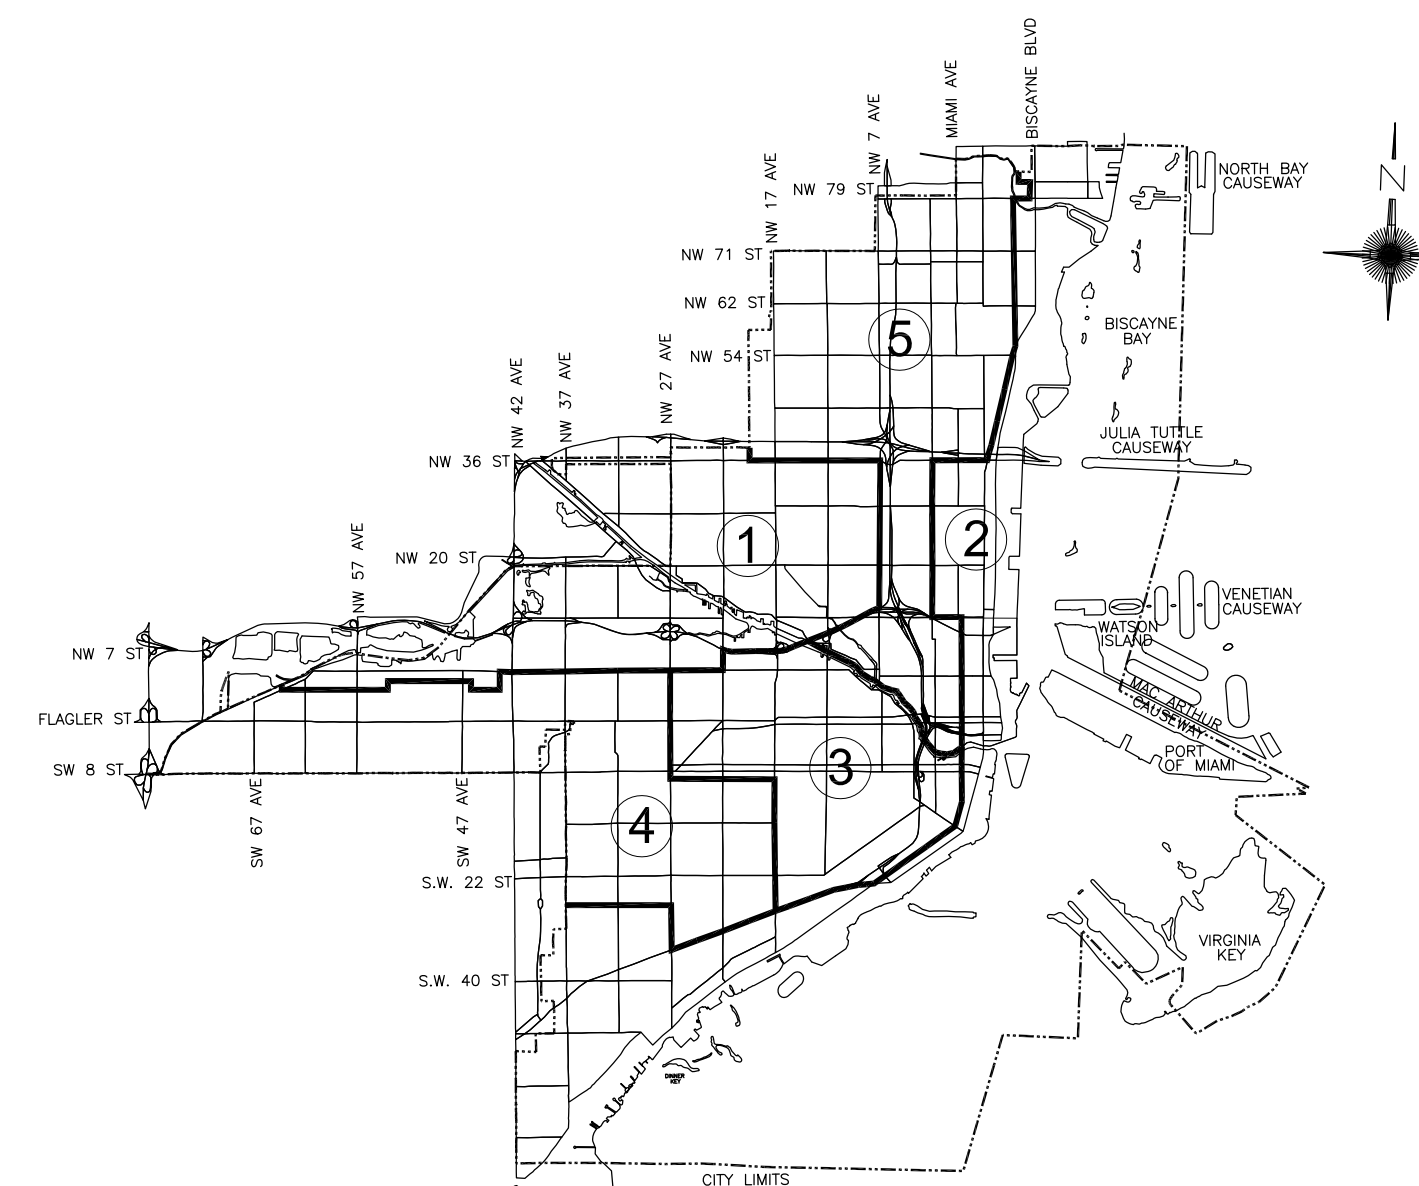 BISCAYNE BLVD
MIAMI AVE
NW 7 AVE
NW 17 AVE
N
NORTH BAY
CAUSEWAY
NW 79 ST
NW 71 ST
NW 62 ST
5
BISCAYNE
BAY
NW 54 ST
NW 27 AVE
NW 37 AVE
NW 42 AVE
JULIA TUTTLE
CAUSEWAY
NW 36 ST
1
2
NW 57 AVE
NW 20 ST
VENETIAN
CAUSEWAY
WATSON
ISLAND
NW 7 ST
MAC ARTHUR
CAUSEWAY
FLAGLER ST
PORT
OF MIAMI
SW 8 ST
3
SW 67 AVE
SW 47 AVE
4
S.W. 22 ST
VIRGINIA
KEY
S.W. 40 ST
DINNER
KEY
CITY LIMITS